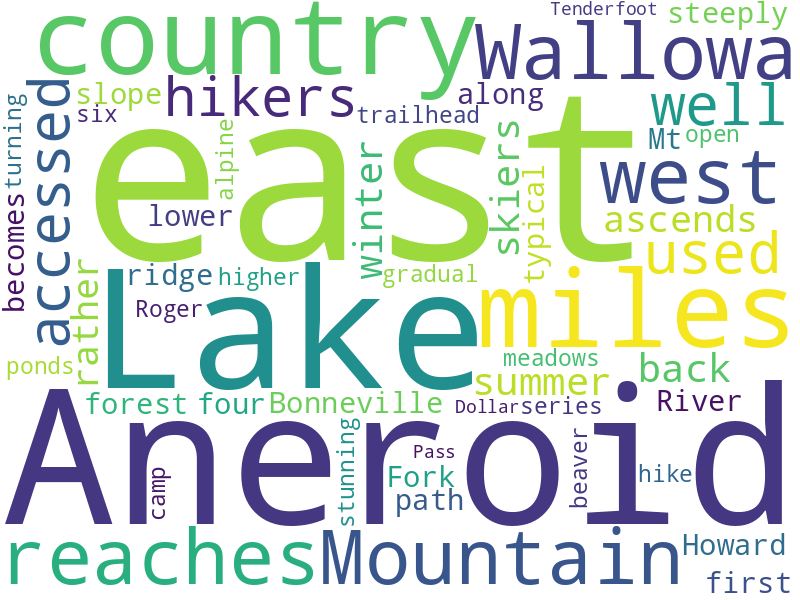 Tenderfoot
steeply
country
Wallowa
slope
hikers
along
well
six
trailhead
Mt
open
turning
accessed
east
alpine
winter
skiers
typical
west
lower
ascends
becomes
used
ridge
higher
gradual
rather
Lake
miles
Roger
ponds
meadows
back
summer
forest
four
Bonneville
Dollar
series
River
Aneroid
stunning
Pass
camp
Fork
beaver
hike
path
reaches
Mountain
Howard
first